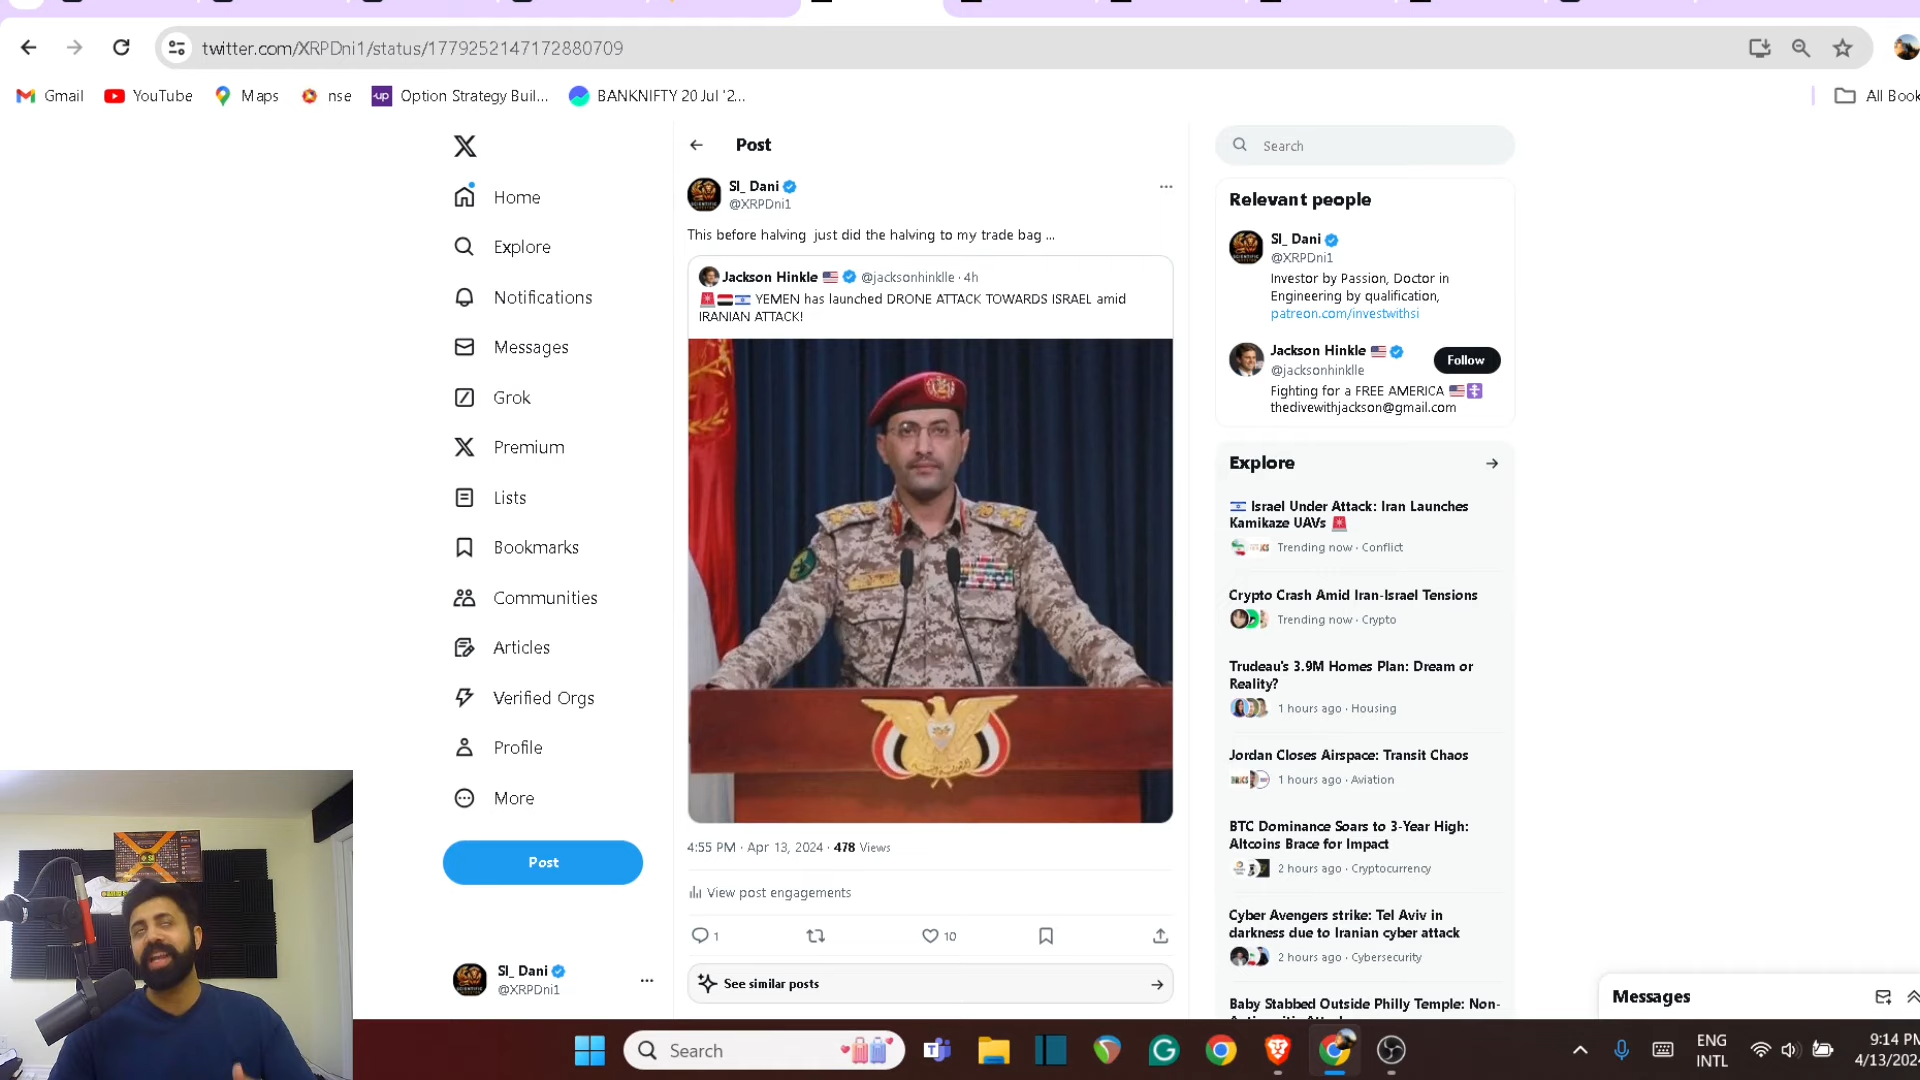 twitter.com/XRPDni1/status/1779252147172880709
Gmail
YouTube
Maps
nse
Option Strategy Buil...
BANKNIFTY 20 Jul '2...
All Book
Home
Explore
Notifications
Messages
Grok
Premium
Lists
Bookmarks
Communities
Articles
Verified Orgs
Profile
More
Post
SI_ Dani
@XRPDni1
Post
SI_ Dani
@XRPDni1
This before halving just did the halving to my trade bag ...
Jackson Hinkle @jacksonhinklle · 4h
YEMEN has launched DRONE ATTACK TOWARDS ISRAEL amid
IRANIAN ATTACK!
4:55 PM · Apr 13, 2024 · 478 Views
View post engagements
1
10
See similar posts
Search
Relevant people
SI_ Dani
@XRPDni1
Investor by Passion, Doctor in
Engineering by qualification,
patreon.com/investwithsi
Jackson Hinkle
@jacksonhinklle
Follow
Fighting for a FREE AMERICA
thedivewithjackson@gmail.com
Explore
Israel Under Attack: Iran Launches
Kamikaze UAVs
Trending now · Conflict
Crypto Crash Amid Iran-Israel Tensions
Trending now · Crypto
Trudeau's 3.9M Homes Plan: Dream or
Reality?
1 hours ago · Housing
Jordan Closes Airspace: Transit Chaos
1 hours ago · Aviation
BTC Dominance Soars to 3-Year High:
Altcoins Brace for Impact
2 hours ago · Cryptocurrency
Cyber Avengers strike: Tel Aviv in
darkness due to Iranian cyber attack
2 hours ago · Cybersecurity
Baby Stabbed Outside Philly Temple: Non-
Messages
Search
ENG
INTL
9:14 PM
4/13/202